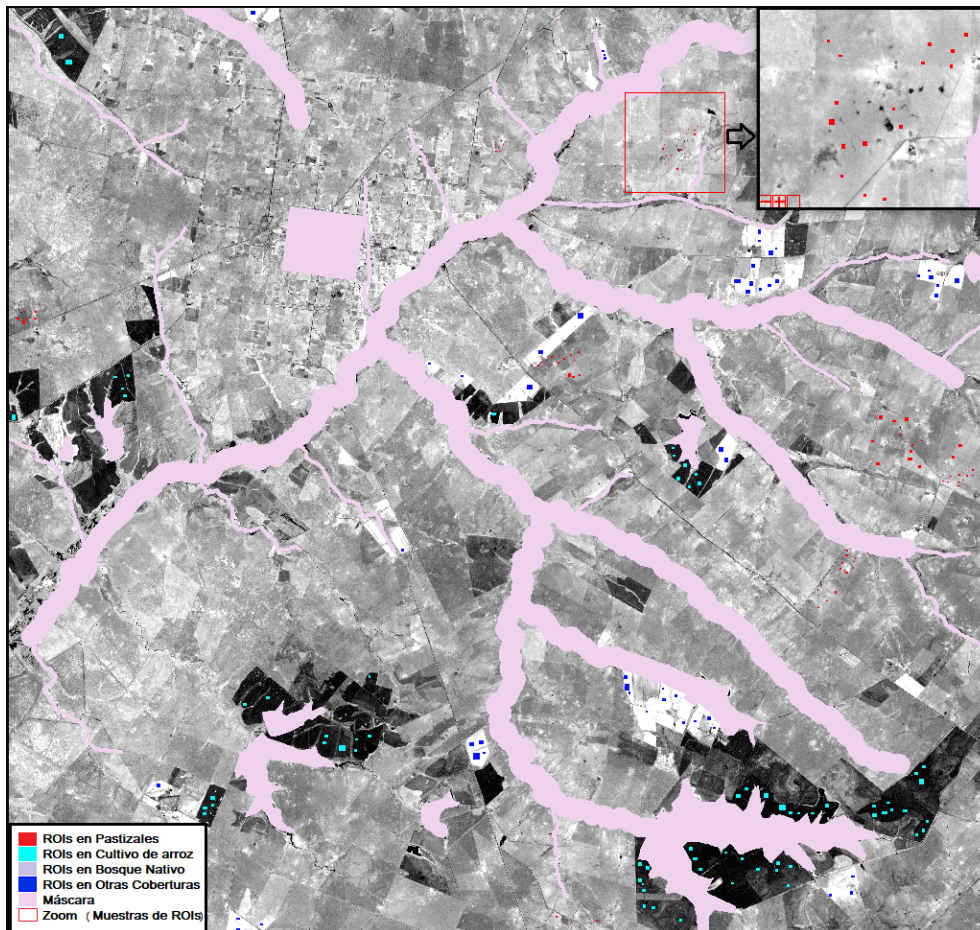 ROIs en Pastizales
ROIs en Cultivo de arroz
ROIs en Bosque Nativo
ROIs en Otras Coberturas
Máscara
Zoom ( Muestras de ROIs)